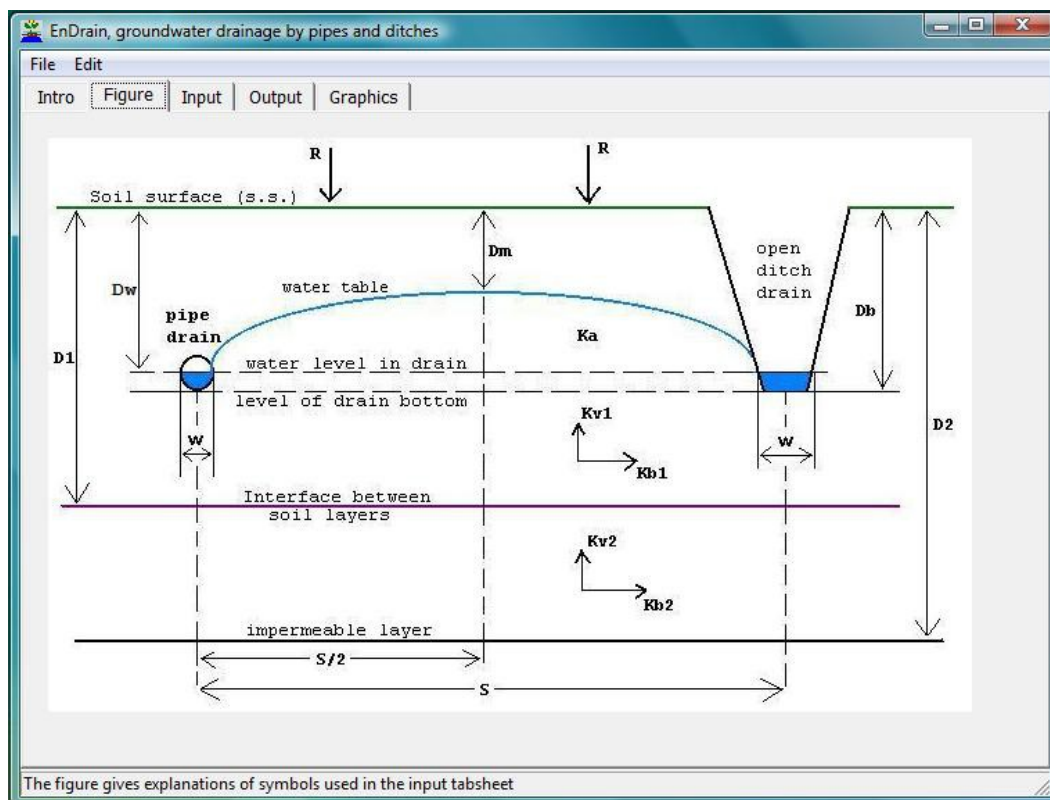 EnDrain, groundwater drainage by pipes and ditches
File Edit
Intro Figure Input Output Graphics
R R
Soil surface (s.s.)
Dm
open
ditch
drain
Dw
water table
Db
pipe
drain
Ka
D1
water level in drain
level of drain bottom
Kv1
D2
W W
Kb1
Interface between
soil layers
Kv2
Kb2
impermeable layer
S/2
S
The figure gives explanations of symbols used in the input tabsheet